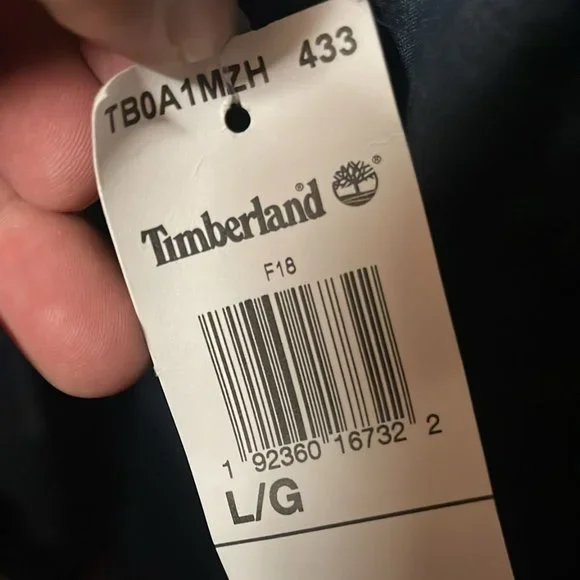 TB0A1MZH 433
Timberland®
®
F18
1 92360 16732 2
L/G